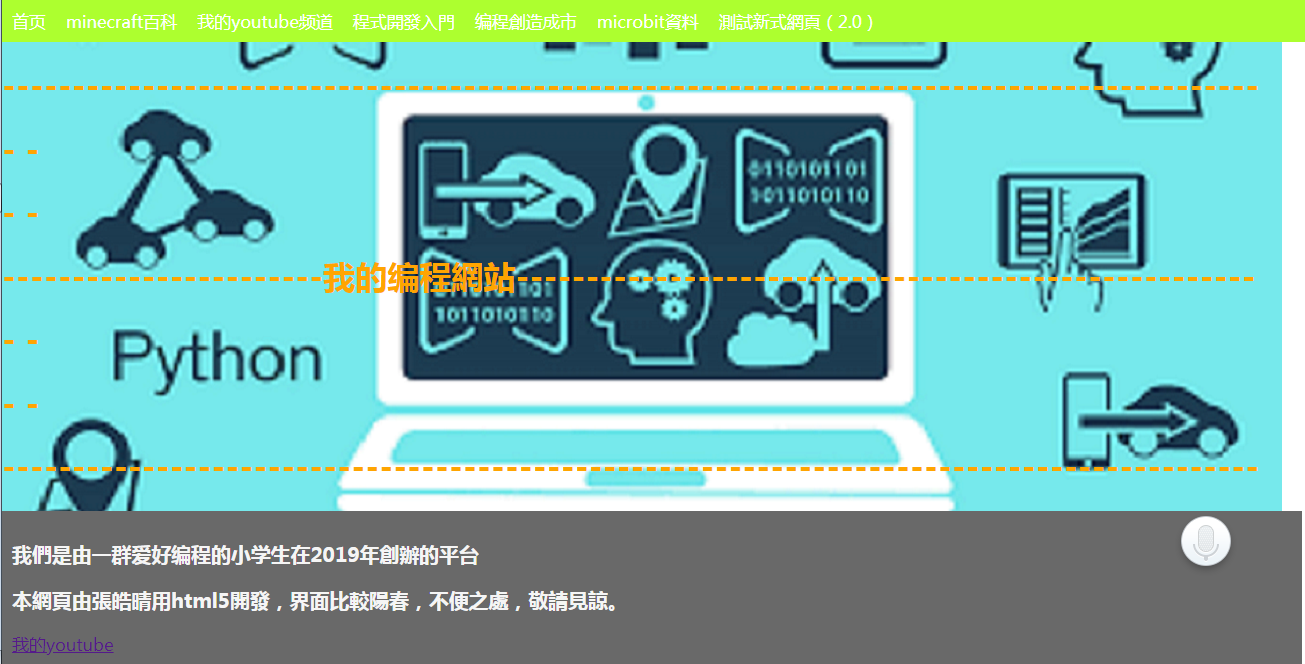 首页 minecraft百科 我的youtube频道 程式開發入門 编程創造成市 microbit資料 測試新式網頁（2.0）
0110101101
1011010110
我的编程網站
1011010110
Python
我們是由一群爱好编程的小学生在2019年創辦的平台
本網頁由張皓晴用html5開發，界面比較陽春，不便之處，敬請見諒。
我的youtube